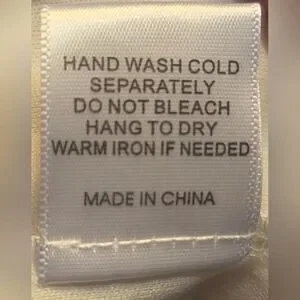 HAND WASH COLD
SEPARATELY
DO NOT BLEACH
HANG TO DRY
WARM IRON IF NEEDED
MADE IN CHINA